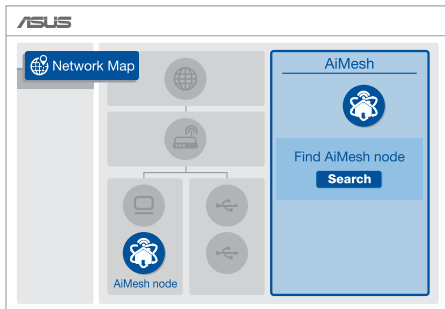 ASUS
Network Map
AiMesh
Find AiMesh node
Search
AiMesh node